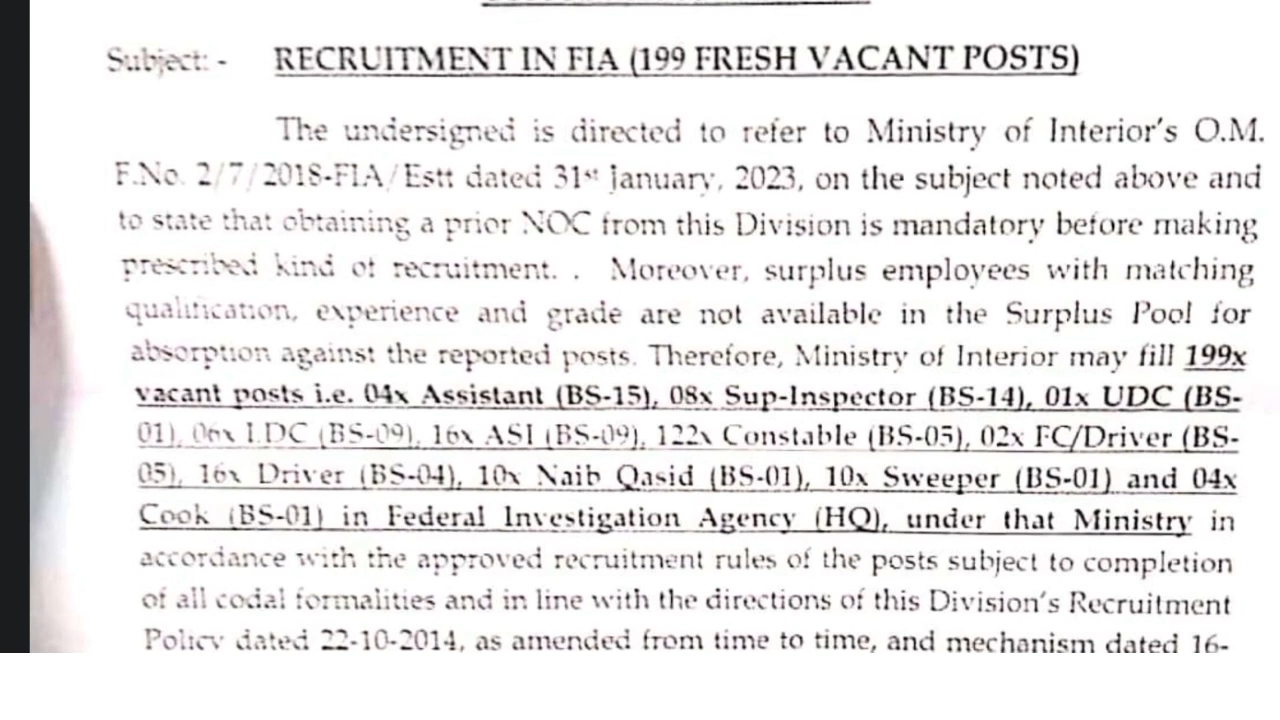 Subject: - RECRUITMENT IN FIA (199 FRESH VACANT POSTS)
The undersigned is directed to refer to Ministry of Interior's O.M.
F.No. 2/7/2018-FIA/Estt dated 31st January, 2023, on the subject noted above and
to state that obtaining a prior NOC from this Division is mandatory before making
prescribed kind of recruitment. . Moreover, surplus employees with matching
qualification, experience and grade are not available in the Surplus Pool for
absorption against the reported posts. Therefore, Ministry of Interior may fill 199x
vacant posts i.e. 04x Assistant (BS-15), 08x Sup-Inspector (BS-14), 01x UDC (BS-
01), 06x LDC (BS-09), 16x ASI (BS-09), 122x Constable (BS-05), 02x FC/Driver (BS-
05), 16x Driver (BS-04), 10x Naib Qasid (BS-01), 10x Sweeper (BS-01) and 04x
Cook (BS-01) in Federal Investigation Agency (HQ), under that Ministry in
accordance with the approved recruitment rules of the posts subject to completion
of all codal formalities and in line with the directions of this Division's Recruitment
Policy dated 22-10-2014, as amended from time to time, and mechanism dated 16-